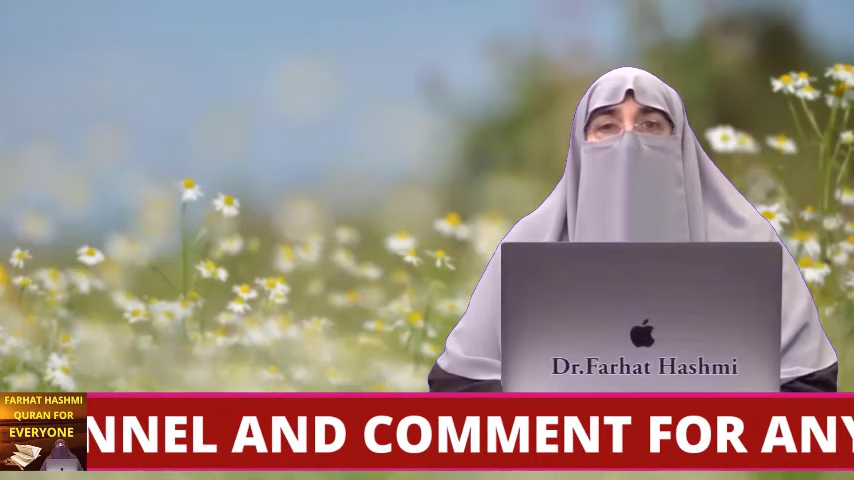 Dr.Farhat Hashmi
FARHAT HASHMI
QURAN FOR
EVERYONE
NNEL AND COMMENT FOR ANY